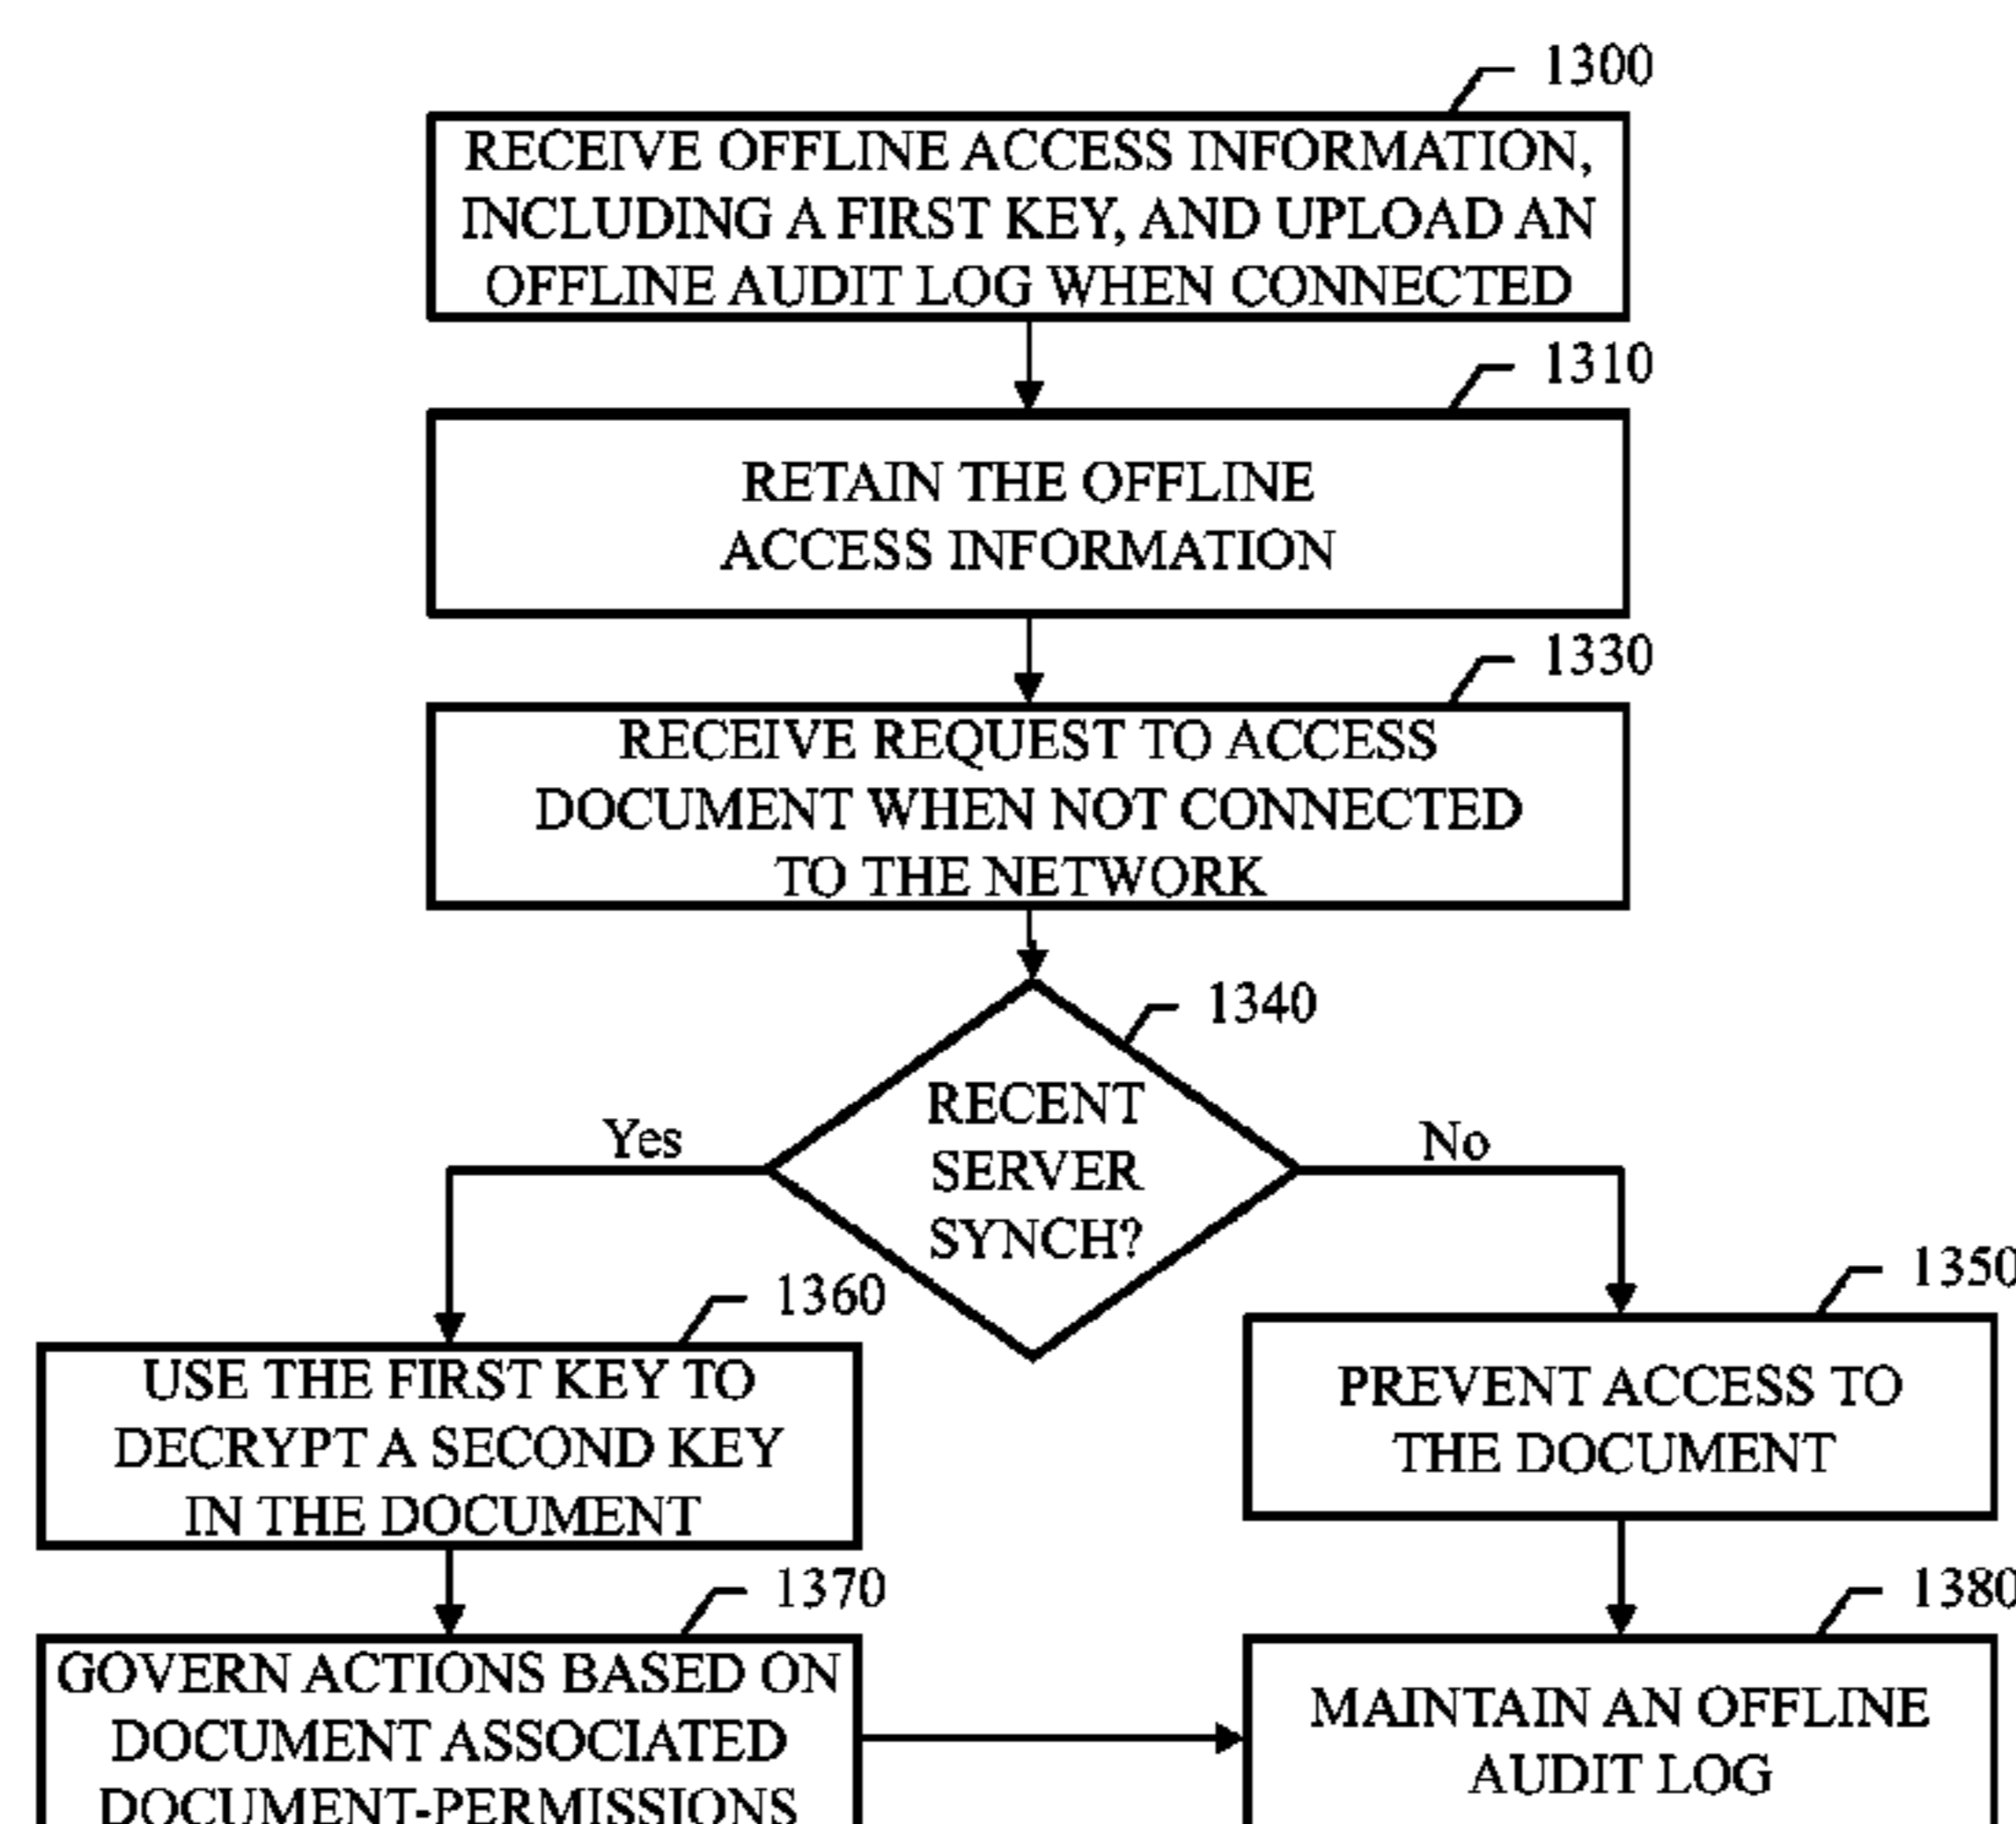 1300
RECEIVE OFFLINE ACCESS INFORMATION,
INCLUDING A FIRST KEY, AND UPLOAD AN
OFFLINE AUDIT LOG WHEN CONNECTED
1310
RETAIN THE OFFLINE
ACCESS INFORMATION
1330
RECEIVE REQUEST TO ACCESS
DOCUMENT WHEN NOT CONNECTED
TO THE NETWORK
1340
RECENT
SERVER
SYNCH?
Yes
No
1360
USE THE FIRST KEY TO
DECRYPT A SECOND KEY
IN THE DOCUMENT
1350
PREVENT ACCESS TO
THE DOCUMENT
1370
GOVERN ACTIONS BASED ON
DOCUMENT ASSOCIATED
DOCUMENT-PERMISSIONS
1380
MAINTAIN AN OFFLINE
AUDIT LOG